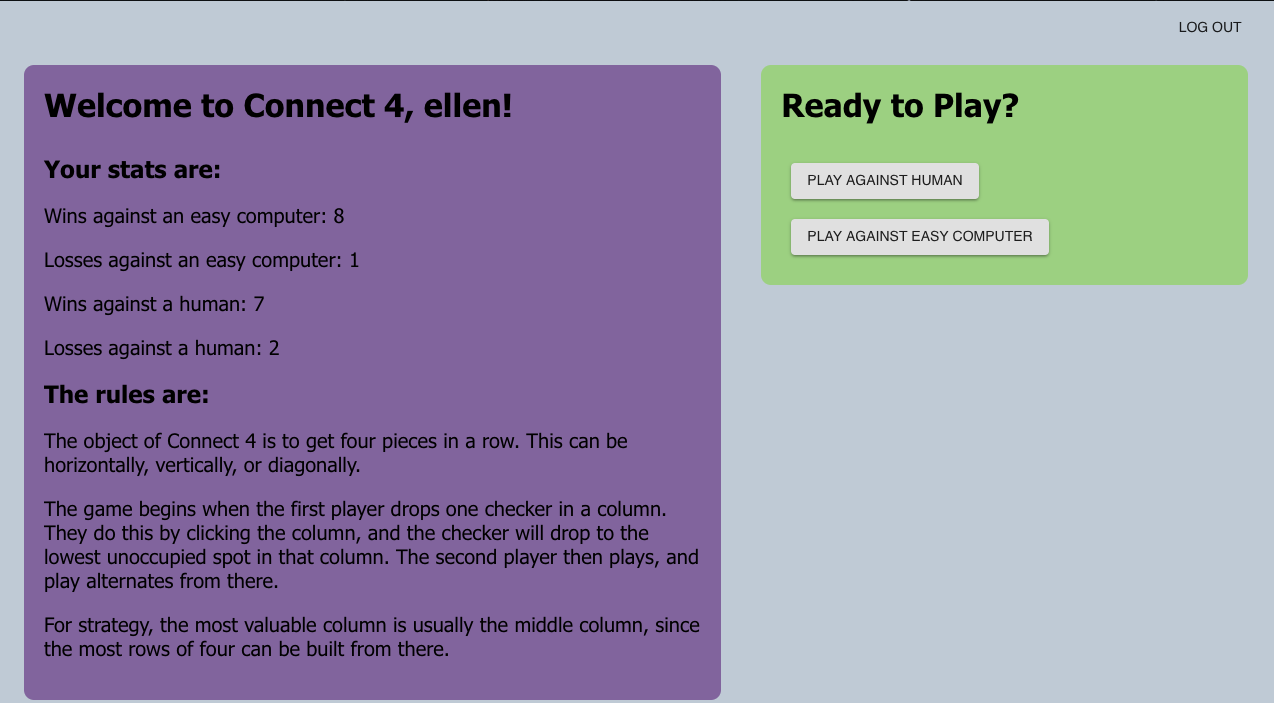 LOG OUT
Welcome to Connect 4, ellen!
Your stats are:
Wins against an easy computer: 8
Losses against an easy computer: 1
Wins against a human: 7
Losses against a human: 2
The rules are:
The object of Connect 4 is to get four pieces in a row. This can be
horizontally, vertically, or diagonally.
The game begins when the first player drops one checker in a column.
They do this by clicking the column, and the checker will drop to the
lowest unoccupied spot in that column. The second player then plays, and
play alternates from there.
For strategy, the most valuable column is usually the middle column, since
the most rows of four can be built from there.
Ready to Play?
PLAY AGAINST HUMAN
PLAY AGAINST EASY COMPUTER